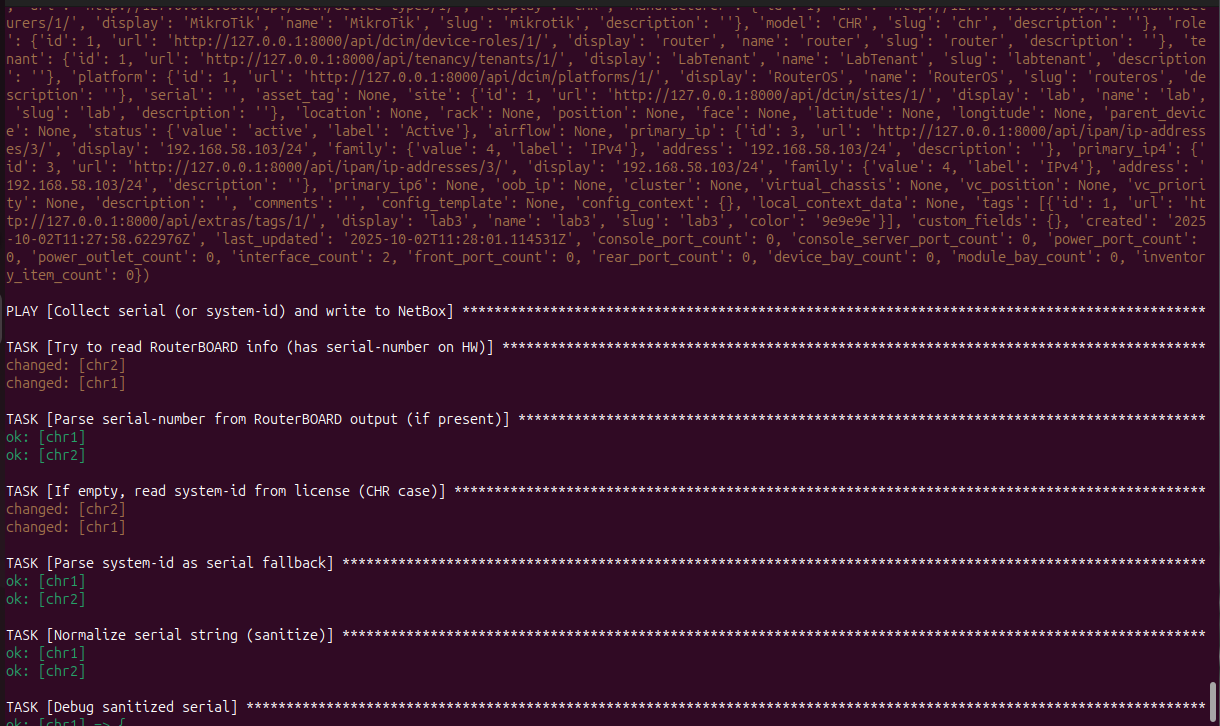 urers/1/', 'display': 'MikroTik', 'name': 'MikroTik', 'slug': 'mikrotik', 'description': ''}, 'model': 'CHR', 'slug': 'chr', 'description': ''}, 'role
': {'id': 1, 'url': 'http://127.0.0.1:8000/api/dcim/device-roles/1/', 'display': 'router', 'name': 'router', 'slug': 'router', 'description': ''}, 'te
nant': {'id': 1, 'url': 'http://127.0.0.1:8000/api/tenancy/tenants/1/', 'display': 'LabTenant', 'name': 'LabTenant', 'slug': 'labtenant', 'description
': ''}, 'platform': {'id': 1, 'url': 'http://127.0.0.1:8000/api/dcim/platforms/1/', 'display': 'RouterOS', 'name': 'RouterOS', 'slug': 'routeros', 'de
scription': ''}, 'serial': '', 'asset_tag': None, 'site': {'id': 1, 'url': 'http://127.0.0.1:8000/api/dcim/sites/1/', 'display': 'lab', 'name': 'lab',
'slug': 'lab', 'description': ''}, 'location': None, 'rack': None, 'position': None, 'face': None, 'latitude': None, 'longitude': None, 'parent_devic
e': None, 'status': {'value': 'active', 'label': 'Active'}, 'airflow': None, 'primary_ip': {'id': 3, 'url': 'http://127.0.0.1:8000/api/ipam/ip-address
es/3/', 'display': '192.168.58.103/24', 'family': {'value': 4, 'label': 'IPv4'}, 'address': '192.168.58.103/24', 'description': ''}, 'primary_ip4': {'
id': 3, 'url': 'http://127.0.0.1:8000/api/ipam/ip-addresses/3/', 'display': '192.168.58.103/24', 'family': {'value': 4, 'label': 'IPv4'}, 'address': '
192.168.58.103/24', 'description': ''}, 'primary_ip6': None, 'oob_ip': None, 'cluster': None, 'virtual_chassis': None, 'vc_position': None, 'vc_priori
ty': None, 'description': '', 'comments': '', 'config_template': None, 'config_context': {}, 'local_context_data': None, 'tags': [{'id': 1, 'url': 'ht
tp://127.0.0.1:8000/api/extras/tags/1/', 'display': 'lab3', 'name': 'lab3', 'slug': 'lab3', 'color': '9e9e9e'}], 'custom_fields': {}, 'created': '2025
-10-02T11:27:58.622976Z', 'last_updated': '2025-10-02T11:28:01.114531Z', 'console_port_count': 0, 'console_server_port_count': 0, 'power_port_count':
0, 'power_outlet_count': 0, 'interface_count': 2, 'front_port_count': 0, 'rear_port_count': 0, 'device_bay_count': 0, 'module_bay_count': 0, 'inventor
y_item_count': 0})
PLAY [Collect serial (or system-id) and write to NetBox] *********************************************************************************************
TASK [Try to read RouterBOARD info (has serial-number on HW)] ****************************************************************************************
changed: [chr2]
changed: [chr1]
TASK [Parse serial-number from RouterBOARD output (if present)] **************************************************************************************
ok: [chr1]
ok: [chr2]
TASK [If empty, read system-id from license (CHR case)] **********************************************************************************************
changed: [chr2]
changed: [chr1]
TASK [Parse system-id as serial fallback] ************************************************************************************************************
ok: [chr1]
ok: [chr2]
TASK [Normalize serial string (sanitize)] ************************************************************************************************************
ok: [chr1]
ok: [chr2]
TASK [Debug sanitized serial] ************************************************************************************************************************
ok: [chr1] => {